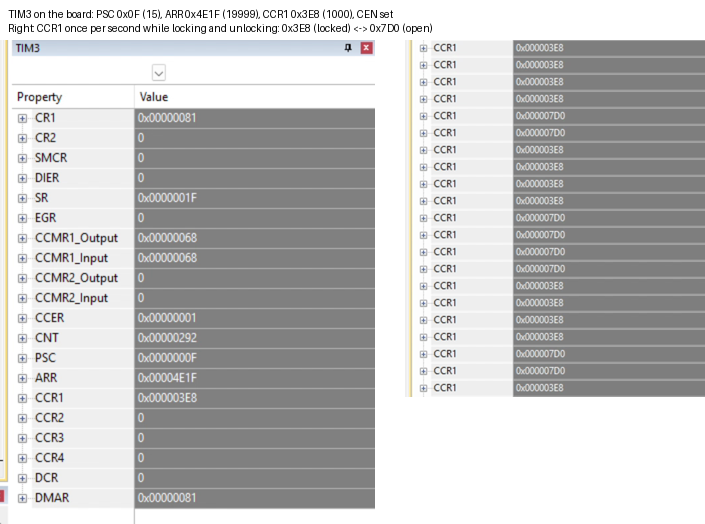 TIM3 on the board: PSC 0x0F (15), ARR 0x4E1F (19999), CCR1 0x3E8 (1000), CEN set
Right: CCR1 once per second while locking and unlocking: 0x3E8 (locked) <-> 0x7D0 (open)
TIM3
Property Value
CR1 0x00000081
CR2 0
SMCR 0
DIER 0
SR 0x0000001F
EGR 0
CCMR1_Output 0x00000068
CCMR1_Input 0x00000068
CCMR2_Output 0
CCMR2_Input 0
CCER 0x00000001
CNT 0x00000292
PSC 0x0000000F
ARR 0x00004E1F
CCR1 0x000003E8
CCR2 0
CCR3 0
CCR4 0
DCR 0
DMAR 0x00000081
CCR1 0x000003E8
CCR1 0x000003E8
CCR1 0x000003E8
CCR1 0x000003E8
CCR1 0x000007D0
CCR1 0x000007D0
CCR1 0x000003E8
CCR1 0x000003E8
CCR1 0x000003E8
CCR1 0x000003E8
CCR1 0x000007D0
CCR1 0x000007D0
CCR1 0x000007D0
CCR1 0x000007D0
CCR1 0x000003E8
CCR1 0x000003E8
CCR1 0x000003E8
CCR1 0x000003E8
CCR1 0x000007D0
CCR1 0x000007D0
CCR1 0x000003E8